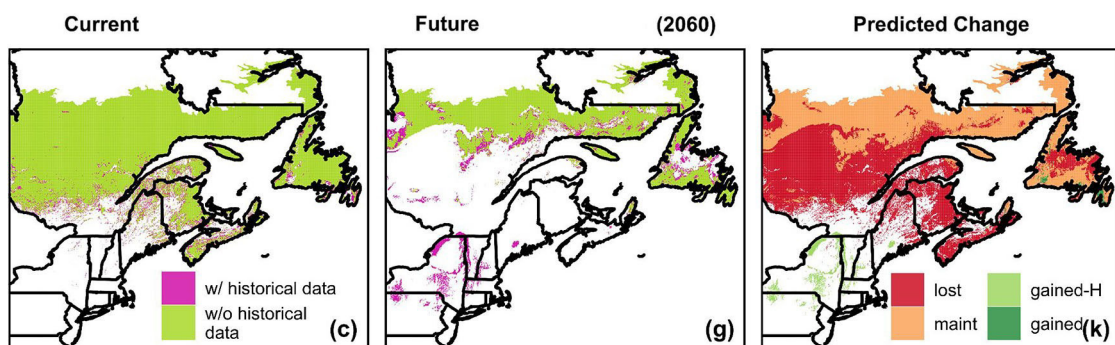 Current
Future (2060)
Predicted Change
w/ historical data
w/o historical
data
(c)
(g)
lost
maint
gained-H
gained
(k)